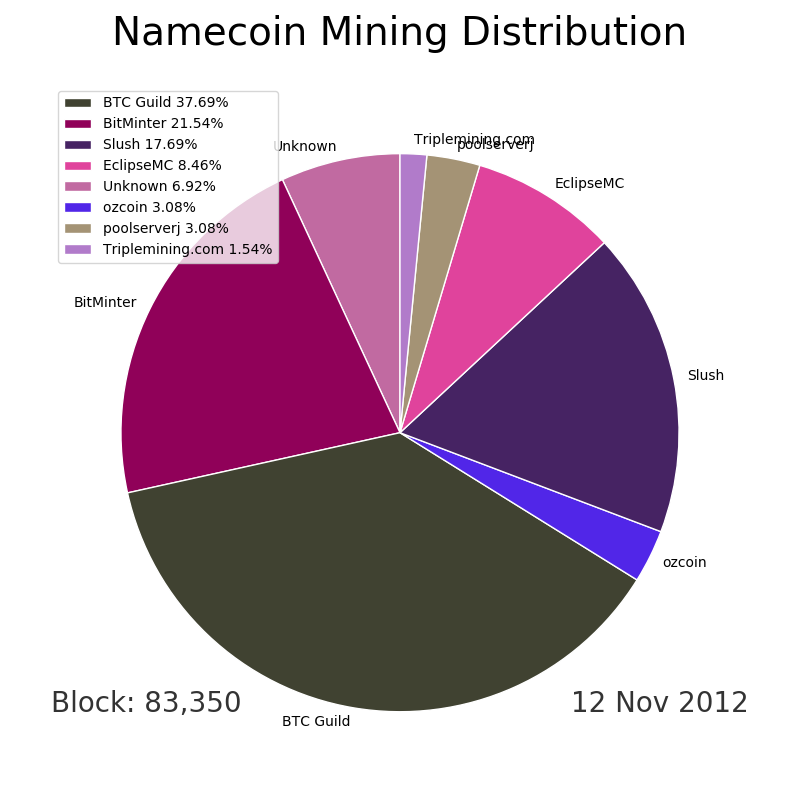 Namecoin Mining Distribution
BTC Guild 37.69%
BitMinter 21.54%
Slush 17.69%
EclipseMC 8.46%
Unknown 6.92%
ozcoin 3.08%
poolserverj 3.08%
Triplemining.com 1.54%
Unknown
Triplemining.com
poolserverj
EclipseMC
BitMinter
Slush
ozcoin
BTC Guild
Block: 83,350
12 Nov 2012